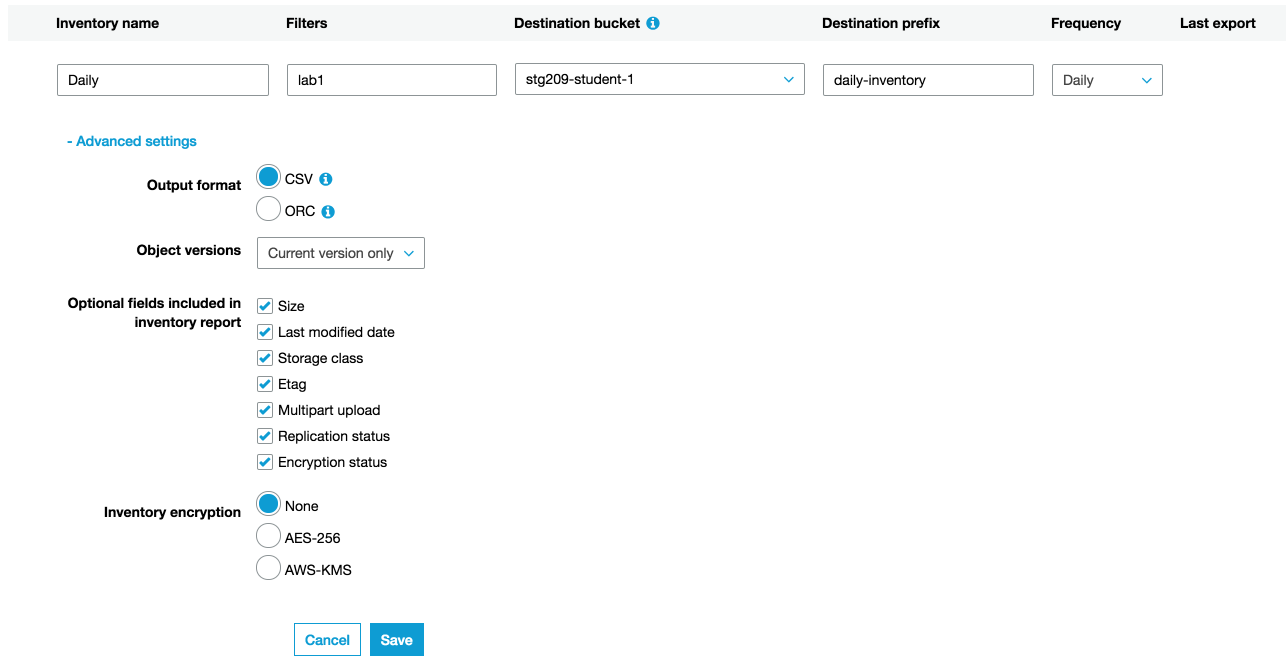 Inventory name Filters Destination bucket Destination prefix Frequency Last export
Daily lab1 stg209-student-1 daily-inventory Daily
- Advanced settings
Output format
CSV
ORC
Object versions
Current version only
Optional fields included in
inventory report
Size
Last modified date
Storage class
Etag
Multipart upload
Replication status
Encryption status
Inventory encryption
None
AES-256
AWS-KMS
Cancel Save